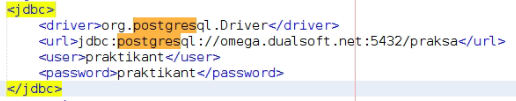 <jdbc>
<driver>org.postgresql.Driver</driver>
<url>jdbc:postgresql://omega.dualsoft.net:5432/praksa</url>
<user>praktikant</user>
<password>praktikant</password>
</jdbc>